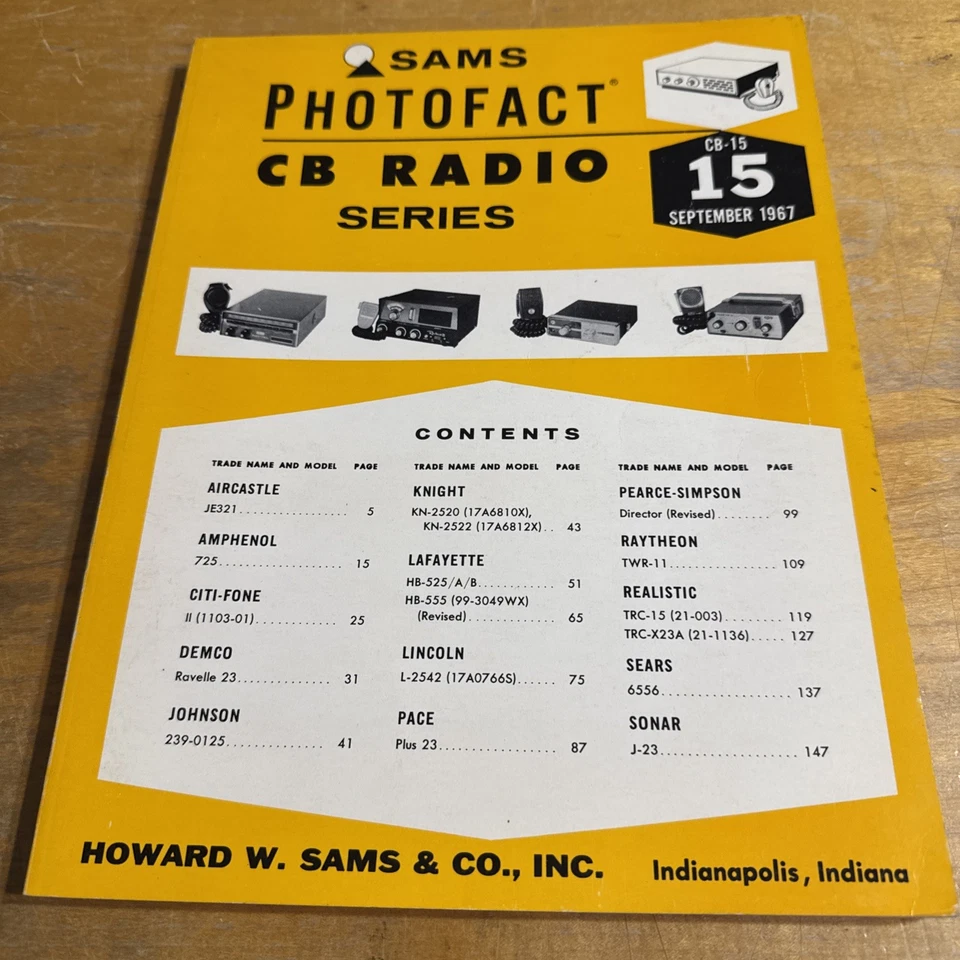 SAMS
PHOTOFACT®
CB RADIO
SERIES
CB-15
15
SEPTEMBER 1967
CONTENTS
TRADE NAME AND MODEL PAGE
AIRCASTLE
JE321................ 5
AMPHENOL
725................... 15
CITI-FONE
II (1103-01)............ 25
DEMCO
Ravelle 23.............. 31
JOHNSON
239-0125.............. 41
TRADE NAME AND MODEL PAGE
KNIGHT
KN-2520 (17A6810X),
KN-2522 (17A6812X).. 43
LAFAYETTE
HB-525/A/B............ 51
HB-555 (99-3049WX)
(Revised)............. 65
LINCOLN
L-2542 (17A0766S)...... 75
PACE
Plus 23................. 87
TRADE NAME AND MODEL PAGE
PEARCE-SIMPSON
Director (Revised)........ 99
RAYTHEON
TWR-11................ 109
REALISTIC
TRC-15 (21-003)........ 119
TRC-X23A (21-1136)..... 127
SEARS
6556................... 137
SONAR
J-23.................... 147
HOWARD W. SAMS & CO., INC.
Indianapolis, Indiana